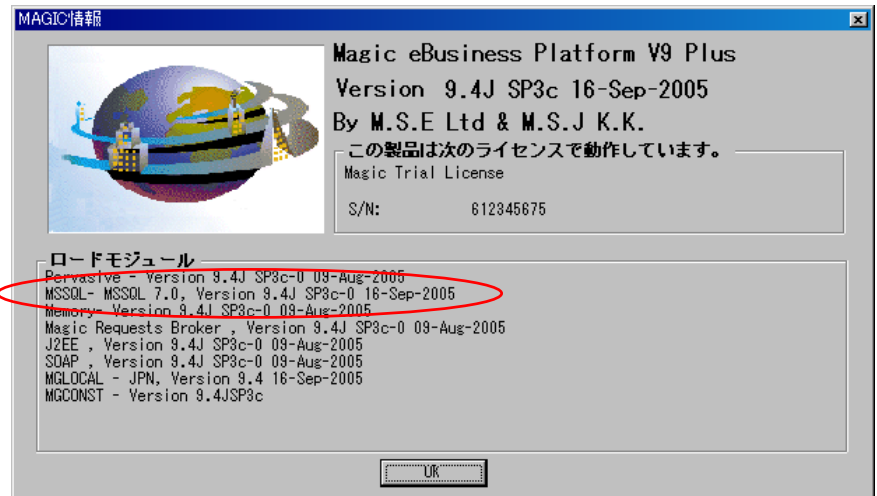 MAGIC情報
Magic eBusiness Platform V9 Plus
Version 9.4J SP3c 16-Sep-2005
By M.S.E Ltd & M.S.J K.K.
この製品は次のライセンスで動作しています。
Magic Trial License
S/N: 612345675
ロードモジュール
Pervasive - Version 9.4J SP3c-0 09-Aug-2005
MSSQL- MSSQL 7.0, Version 9.4J SP3c-0 16-Sep-2005
Memory- Version 9.4J SP3c-0 09-Aug-2005
Magic Requests Broker , Version 9.4J SP3c-0 09-Aug-2005
J2EE , Version 9.4J SP3c-0 09-Aug-2005
SOAP , Version 9.4J SP3c-0 09-Aug-2005
MGLOCAL - JPN, Version 9.4 16-Sep-2005
MGCONST - Version 9.4JSP3c
OK